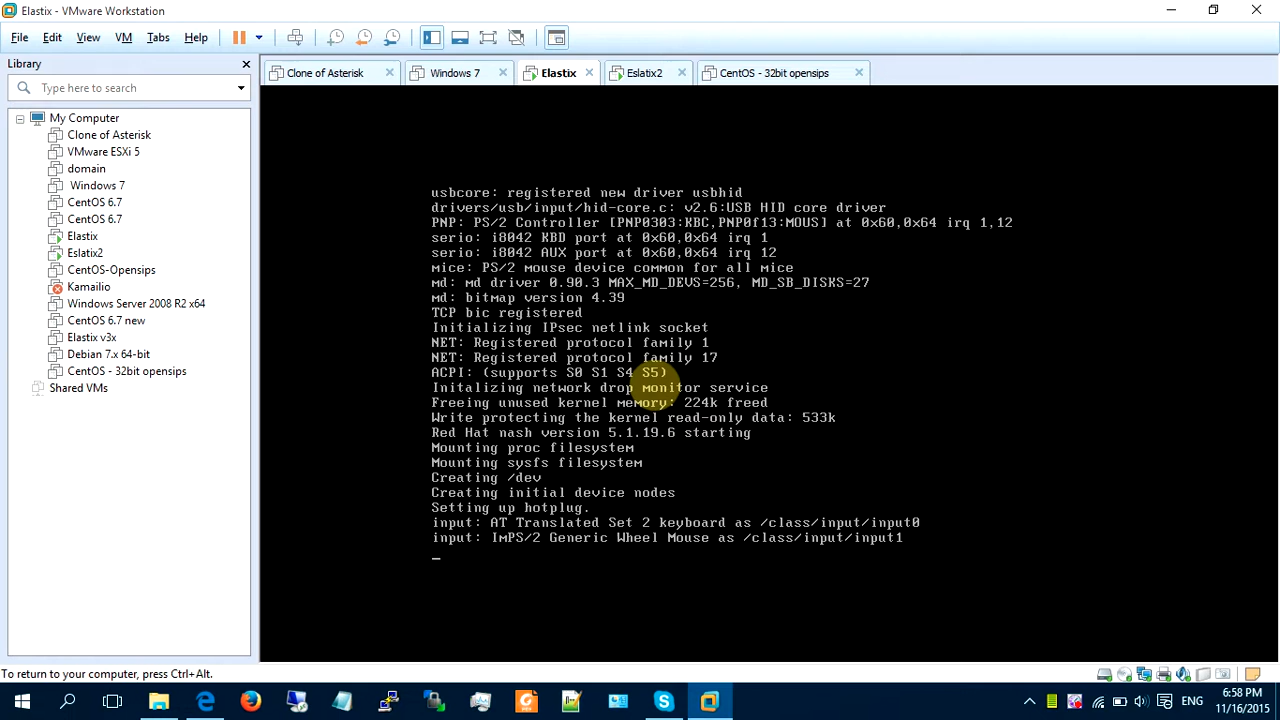 Elastix - VMware Workstation
File Edit View VM Tabs Help
Library
Type here to search
My Computer
Clone of Asterisk
VMware ESXi 5
domain
Windows 7
CentOS 6.7
CentOS 6.7
Elastix
Eslatix2
CentOS-Opensips
Kamailio
Windows Server 2008 R2 x64
CentOS 6.7 new
Elastix v3x
Debian 7.x 64-bit
CentOS - 32bit opensips
Shared VMs
Clone of Asterisk Windows 7 Elastix Eslatix2 CentOS - 32bit opensips
usbcore: registered new driver usbhid
drivers/usb/input/hid-core.c: v2.6:USB HID core driver
PNP: PS/2 Controller [PNP0303:KBC,PNP0f13:MOUS] at 0x60,0x64 irq 1,12
serio: i8042 KBD port at 0x60,0x64 irq 1
serio: i8042 AUX port at 0x60,0x64 irq 12
mice: PS/2 mouse device common for all mice
md: md driver 0.90.3 MAX_MD_DEVS=256, MD_SB_DISKS=27
md: bitmap version 4.39
TCP bic registered
Initializing IPsec netlink socket
NET: Registered protocol family 1
NET: Registered protocol family 17
ACPI: (supports S0 S1 S4 S5)
Initalizing network drop monitor service
Freeing unused kernel memory: 224k freed
Write protecting the kernel read-only data: 533k
Red Hat nash version 5.1.19.6 starting
Mounting proc filesystem
Mounting sysfs filesystem
Creating /dev
Creating initial device nodes
Setting up hotplug.
input: AT Translated Set 2 keyboard as /class/input/input0
input: ImPS/2 Generic Wheel Mouse as /class/input/input1
_
To return to your computer, press Ctrl+Alt.
ENG
6:58 PM
11/16/2015